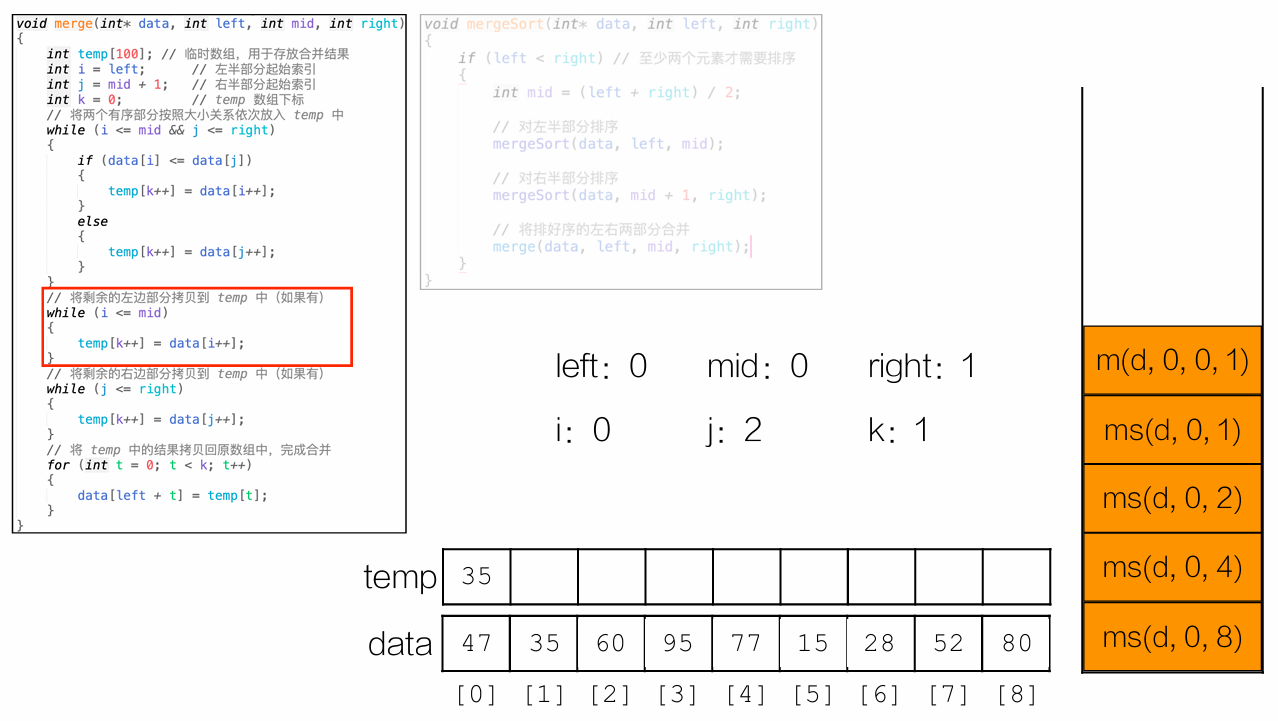 void merge(int* data, int left, int mid, int right)
{
    int temp[100]; // 临时数组，用于存放合并结果
    int i = left;      // 左半部分起始索引
    int j = mid + 1;   // 右半部分起始索引
    int k = 0;         // temp 数组下标
    // 将两个有序部分按照大小关系依次放入 temp 中
    while (i <= mid && j <= right)
    {
        if (data[i] <= data[j])
        {
            temp[k++] = data[i++];
        }
        else
        {
            temp[k++] = data[j++];
        }
    }
    // 将剩余的左边部分拷贝到 temp 中（如果有）
    while (i <= mid)
    {
        temp[k++] = data[i++];
    }
    // 将剩余的右边部分拷贝到 temp 中（如果有）
    while (j <= right)
    {
        temp[k++] = data[j++];
    }
    // 将 temp 中的结果拷贝回原数组中，完成合并
    for (int t = 0; t < k; t++)
    {
        data[left + t] = temp[t];
    }
}
void mergeSort(int* data, int left, int right)
{
    if (left < right) // 至少两个元素才需要排序
    {
        int mid = (left + right) / 2;
        // 对左半部分排序
        mergeSort(data, left, mid);
        // 对右半部分排序
        mergeSort(data, mid + 1, right);
        // 将排好序的左右两部分合并
        merge(data, left, mid, right);
    }
}
left: 0 mid: 0 right: 1
i: 0 j: 2 k: 1
temp 35
data 47 35 60 95 77 15 28 52 80
[0] [1] [2] [3] [4] [5] [6] [7] [8]
m(d, 0, 0, 1)
ms(d, 0, 1)
ms(d, 0, 2)
ms(d, 0, 4)
ms(d, 0, 8)